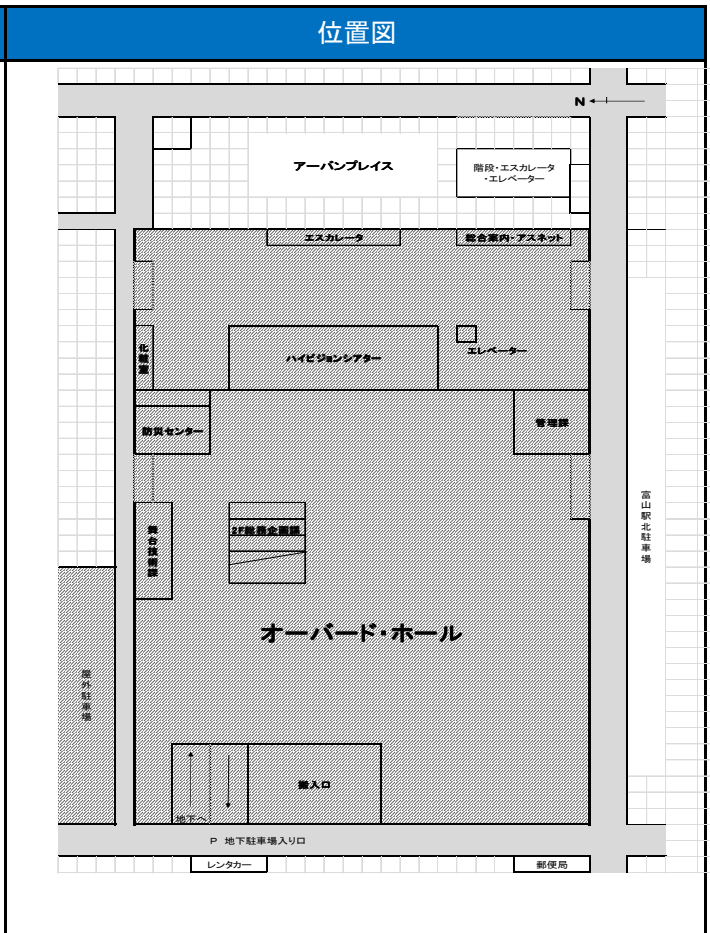 位置図
N
アーバンプレイス
階段・エスカレータ
・エレベーター
エスカレータ
総合案内・アスネット
化粧室
ハイビジョンシアター
エレベーター
防災センター
管理課
舞台技術課
2F総務企画課
富山駅北駐車場
オーバード・ホール
屋外駐車場
搬入口
地下へ
P 地下駐車場入り口
レンタカー
郵便局